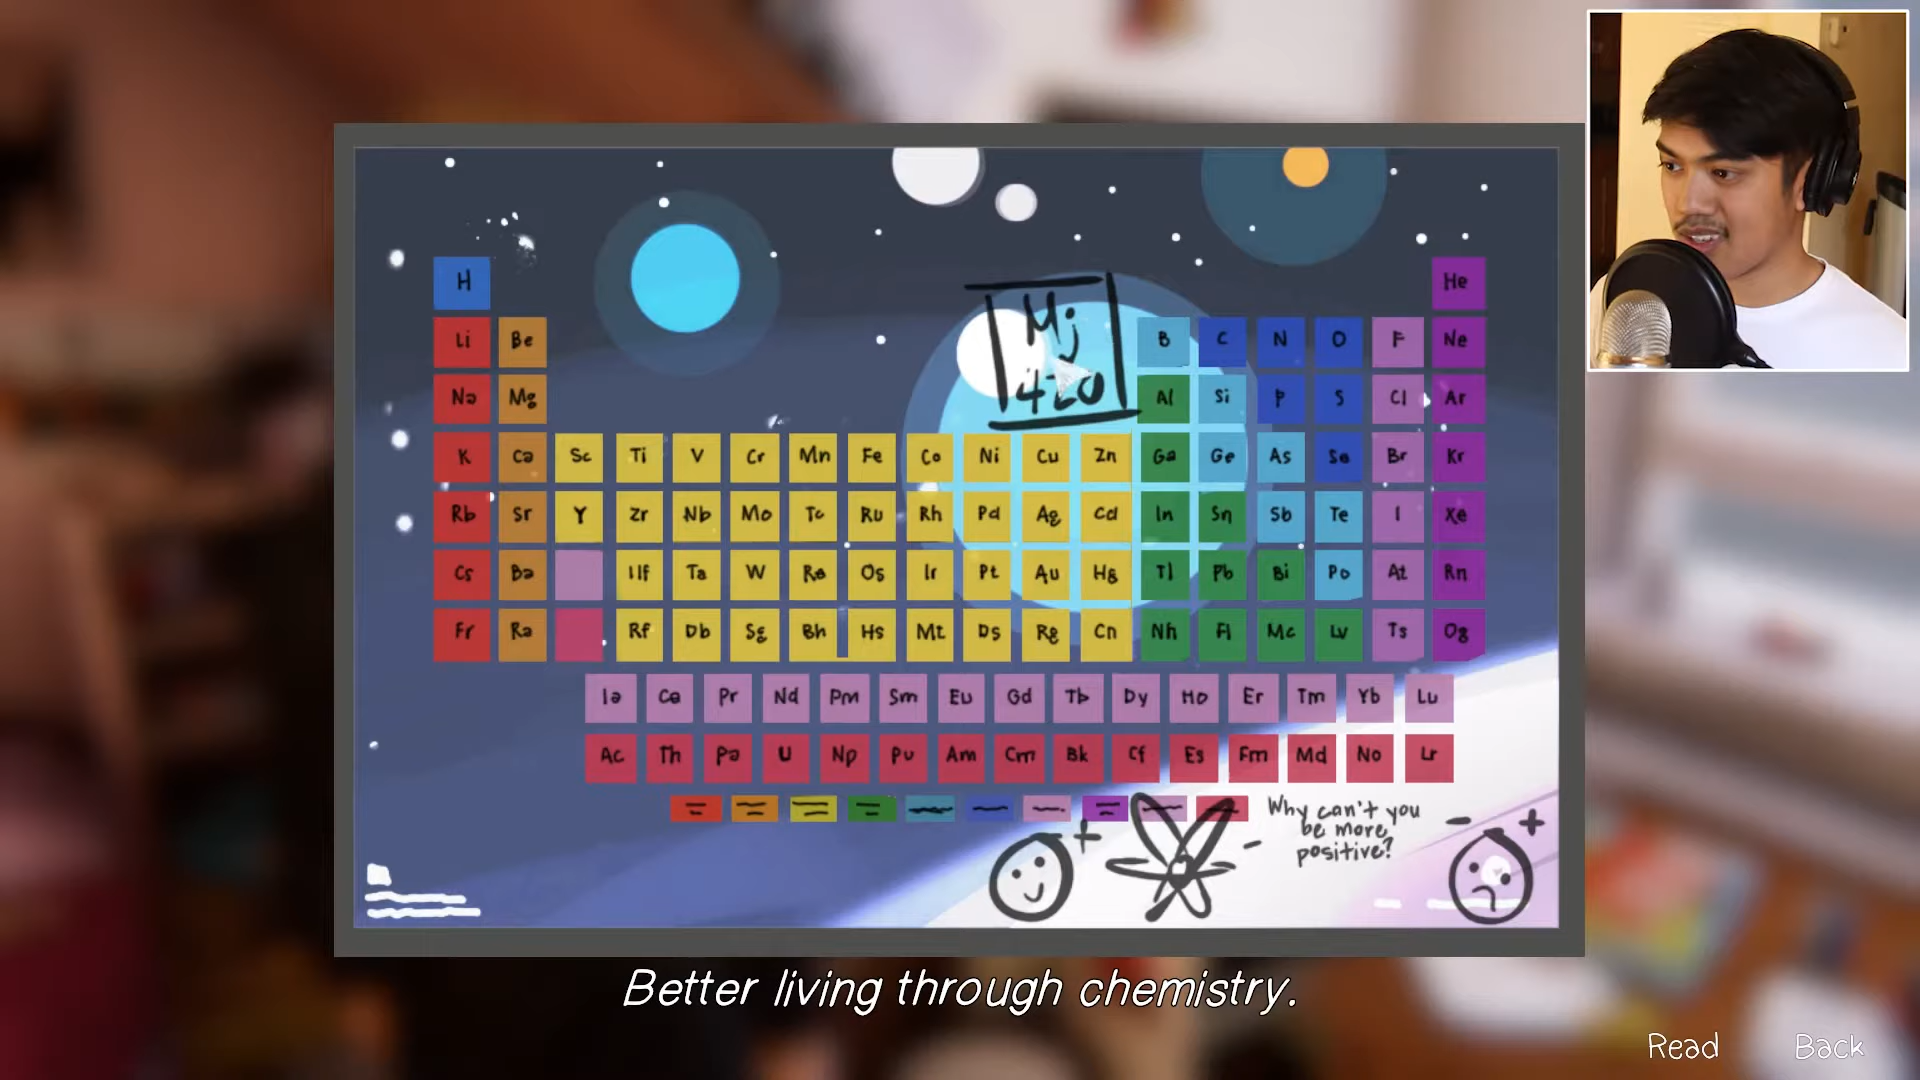 Mj
420
H He
Li Be B C N O F Ne
Na Mg Al Si P S Cl Ar
K Ca Sc Ti V Cr Mn Fe Co Ni Cu Zn Ga Ge As Se Br Kr
Rb Sr Y Zr Nb Mo Tc Ru Rh Pd Ag Cd In Sn Sb Te I Xe
Cs Ba Hf Ta W Re Os Ir Pt Au Hg Tl Pb Bi Po At Rn
Fr Ra Rf Db Sg Bh Hs Mt Ds Rg Cn Nh Fl Mc Lv Ts Og
la Ce Pr Nd Pm Sm Eu Gd Tb Dy Ho Er Tm Yb Lu
Ac Th Pa U Np Pu Am Cm Bk Cf Es Fm Md No Lr
Why can't you
be more
positive?
+ - - +
Better living through chemistry.
Read Back